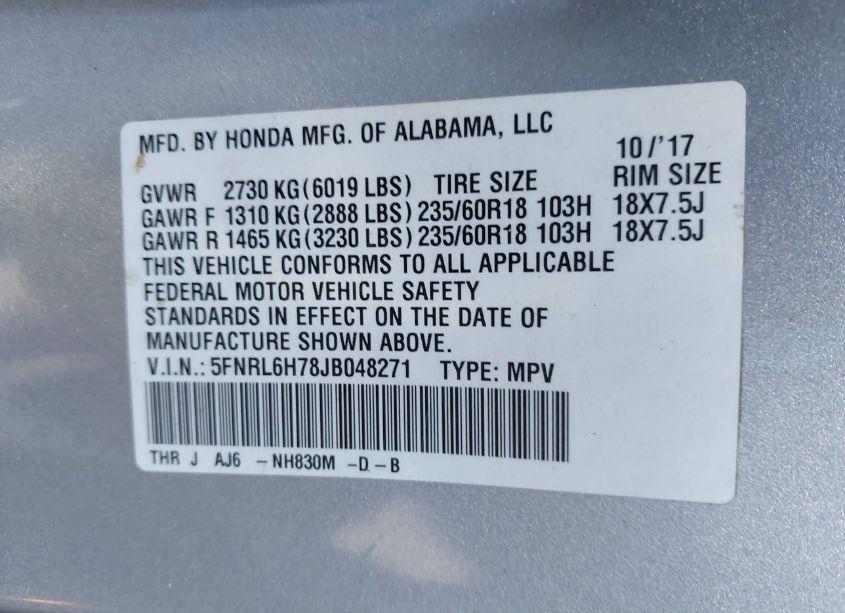 MFD. BY HONDA MFG. OF ALABAMA, LLC 10/'17
GVWR 2730 KG (6019 LBS) TIRE SIZE RIM SIZE
GAWR F 1310 KG (2888 LBS) 235/60R18 103H 18X7.5J
GAWR R 1465 KG (3230 LBS) 235/60R18 103H 18X7.5J
THIS VEHICLE CONFORMS TO ALL APPLICABLE
FEDERAL MOTOR VEHICLE SAFETY
STANDARDS IN EFFECT ON THE DATE OF
MANUFACTURE SHOWN ABOVE.
V.I.N.: 5FNRL6H78JB048271 TYPE: MPV
THR J AJ6 -NH830M -D-B